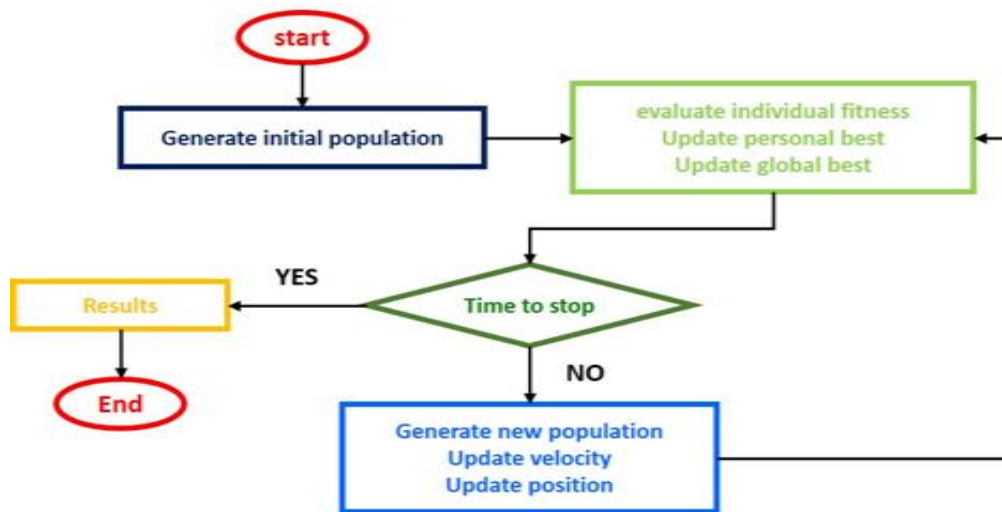 start
Generate initial population
evaluate individual fitness
Update personal best
Update global best
YES
Time to stop
Results
NO
End
Generate new population
Update velocity
Update position